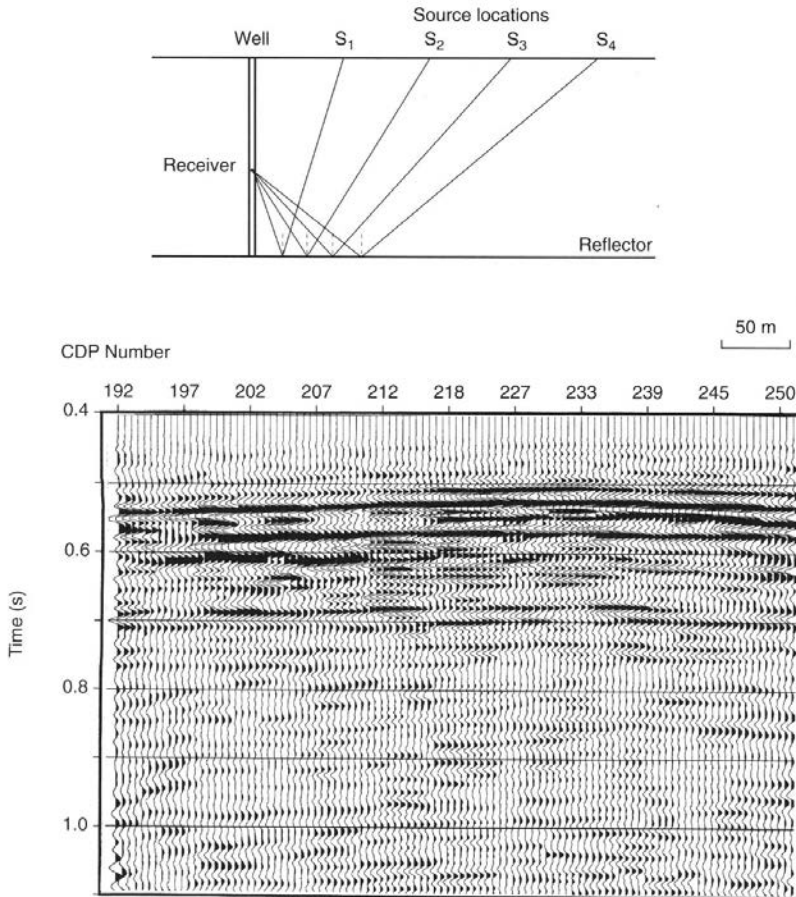 Source locations
Well S₁ S₂ S₃ S₄
Receiver
Reflector
50 m
CDP Number
192 197 202 207 212 218 227 233 239 245 250
0.4
0.6
Time (s)
0.8
1.0